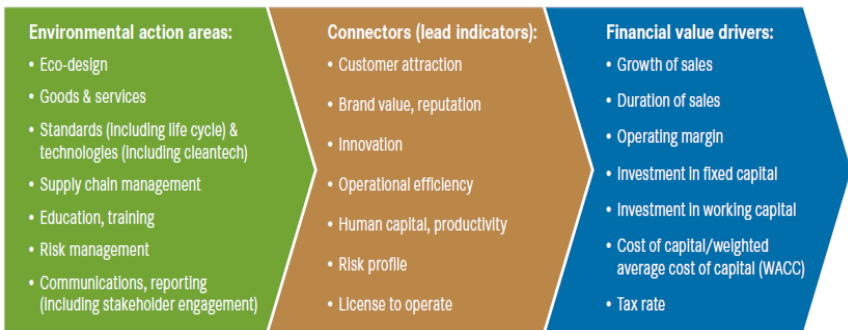 Environmental action areas:
• Eco-design
• Goods & services
• Standards (including life cycle) &
technologies (including cleantech)
• Supply chain management
• Education, training
• Risk management
• Communications, reporting
(including stakeholder engagement)
Connectors (lead indicators):
• Customer attraction
• Brand value, reputation
• Innovation
• Operational efficiency
• Human capital, productivity
• Risk profile
• License to operate
Financial value drivers:
• Growth of sales
• Duration of sales
• Operating margin
• Investment in fixed capital
• Investment in working capital
• Cost of capital/weighted
average cost of capital (WACC)
• Tax rate